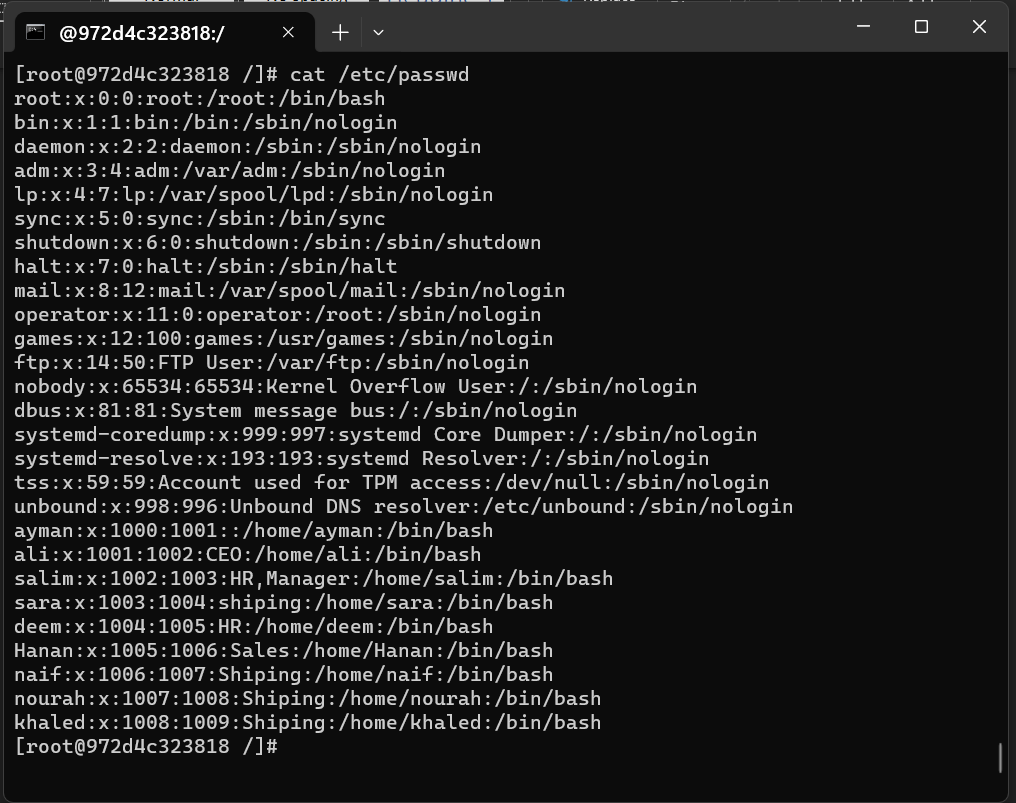 @972d4c323818:/
[root@972d4c323818 /]# cat /etc/passwd
root:x:0:0:root:/root:/bin/bash
bin:x:1:1:bin:/bin:/sbin/nologin
daemon:x:2:2:daemon:/sbin:/sbin/nologin
adm:x:3:4:adm:/var/adm:/sbin/nologin
lp:x:4:7:lp:/var/spool/lpd:/sbin/nologin
sync:x:5:0:sync:/sbin:/bin/sync
shutdown:x:6:0:shutdown:/sbin:/sbin/shutdown
halt:x:7:0:halt:/sbin:/sbin/halt
mail:x:8:12:mail:/var/spool/mail:/sbin/nologin
operator:x:11:0:operator:/root:/sbin/nologin
games:x:12:100:games:/usr/games:/sbin/nologin
ftp:x:14:50:FTP User:/var/ftp:/sbin/nologin
nobody:x:65534:65534:Kernel Overflow User:/:/sbin/nologin
dbus:x:81:81:System message bus:/:/sbin/nologin
systemd-coredump:x:999:997:systemd Core Dumper:/:/sbin/nologin
systemd-resolve:x:193:193:systemd Resolver:/:/sbin/nologin
tss:x:59:59:Account used for TPM access:/dev/null:/sbin/nologin
unbound:x:998:996:Unbound DNS resolver:/etc/unbound:/sbin/nologin
ayman:x:1000:1001::/home/ayman:/bin/bash
ali:x:1001:1002:CEO:/home/ali:/bin/bash
salim:x:1002:1003:HR,Manager:/home/salim:/bin/bash
sara:x:1003:1004:shiping:/home/sara:/bin/bash
deem:x:1004:1005:HR:/home/deem:/bin/bash
Hanan:x:1005:1006:Sales:/home/Hanan:/bin/bash
naif:x:1006:1007:Shiping:/home/naif:/bin/bash
nourah:x:1007:1008:Shiping:/home/nourah:/bin/bash
khaled:x:1008:1009:Shiping:/home/khaled:/bin/bash
[root@972d4c323818 /]#